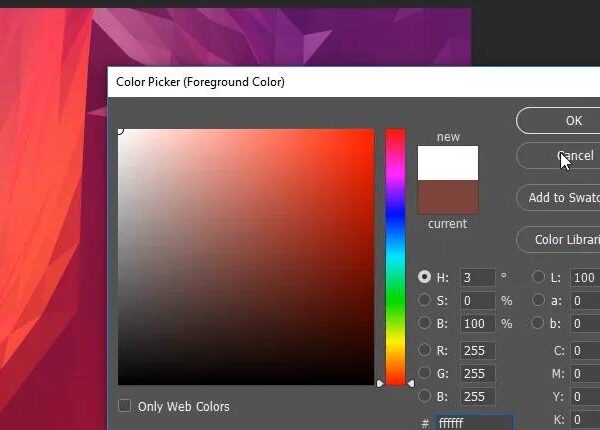 Color Picker (Foreground Color)
new
current
OK
Cancel
Add to Swatc
Color Librari
H: 3 °
S: 0 %
B: 100 %
R: 255
G: 255
B: 255
# ffffff
L: 100
a: 0
b: 0
C: 0
M: 0
Y: 0
K: 0
Only Web Colors